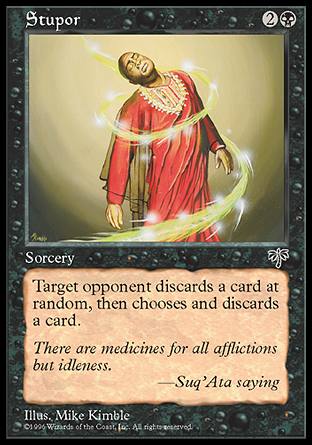 Stupor 2
Sorcery
Target opponent discards a card at
random, then chooses and discards
a card.
There are medicines for all afflictions
but idleness.
—Suq'Ata saying
Illus. Mike Kimble
©1996 Wizards of the Coast, Inc. All rights reserved.